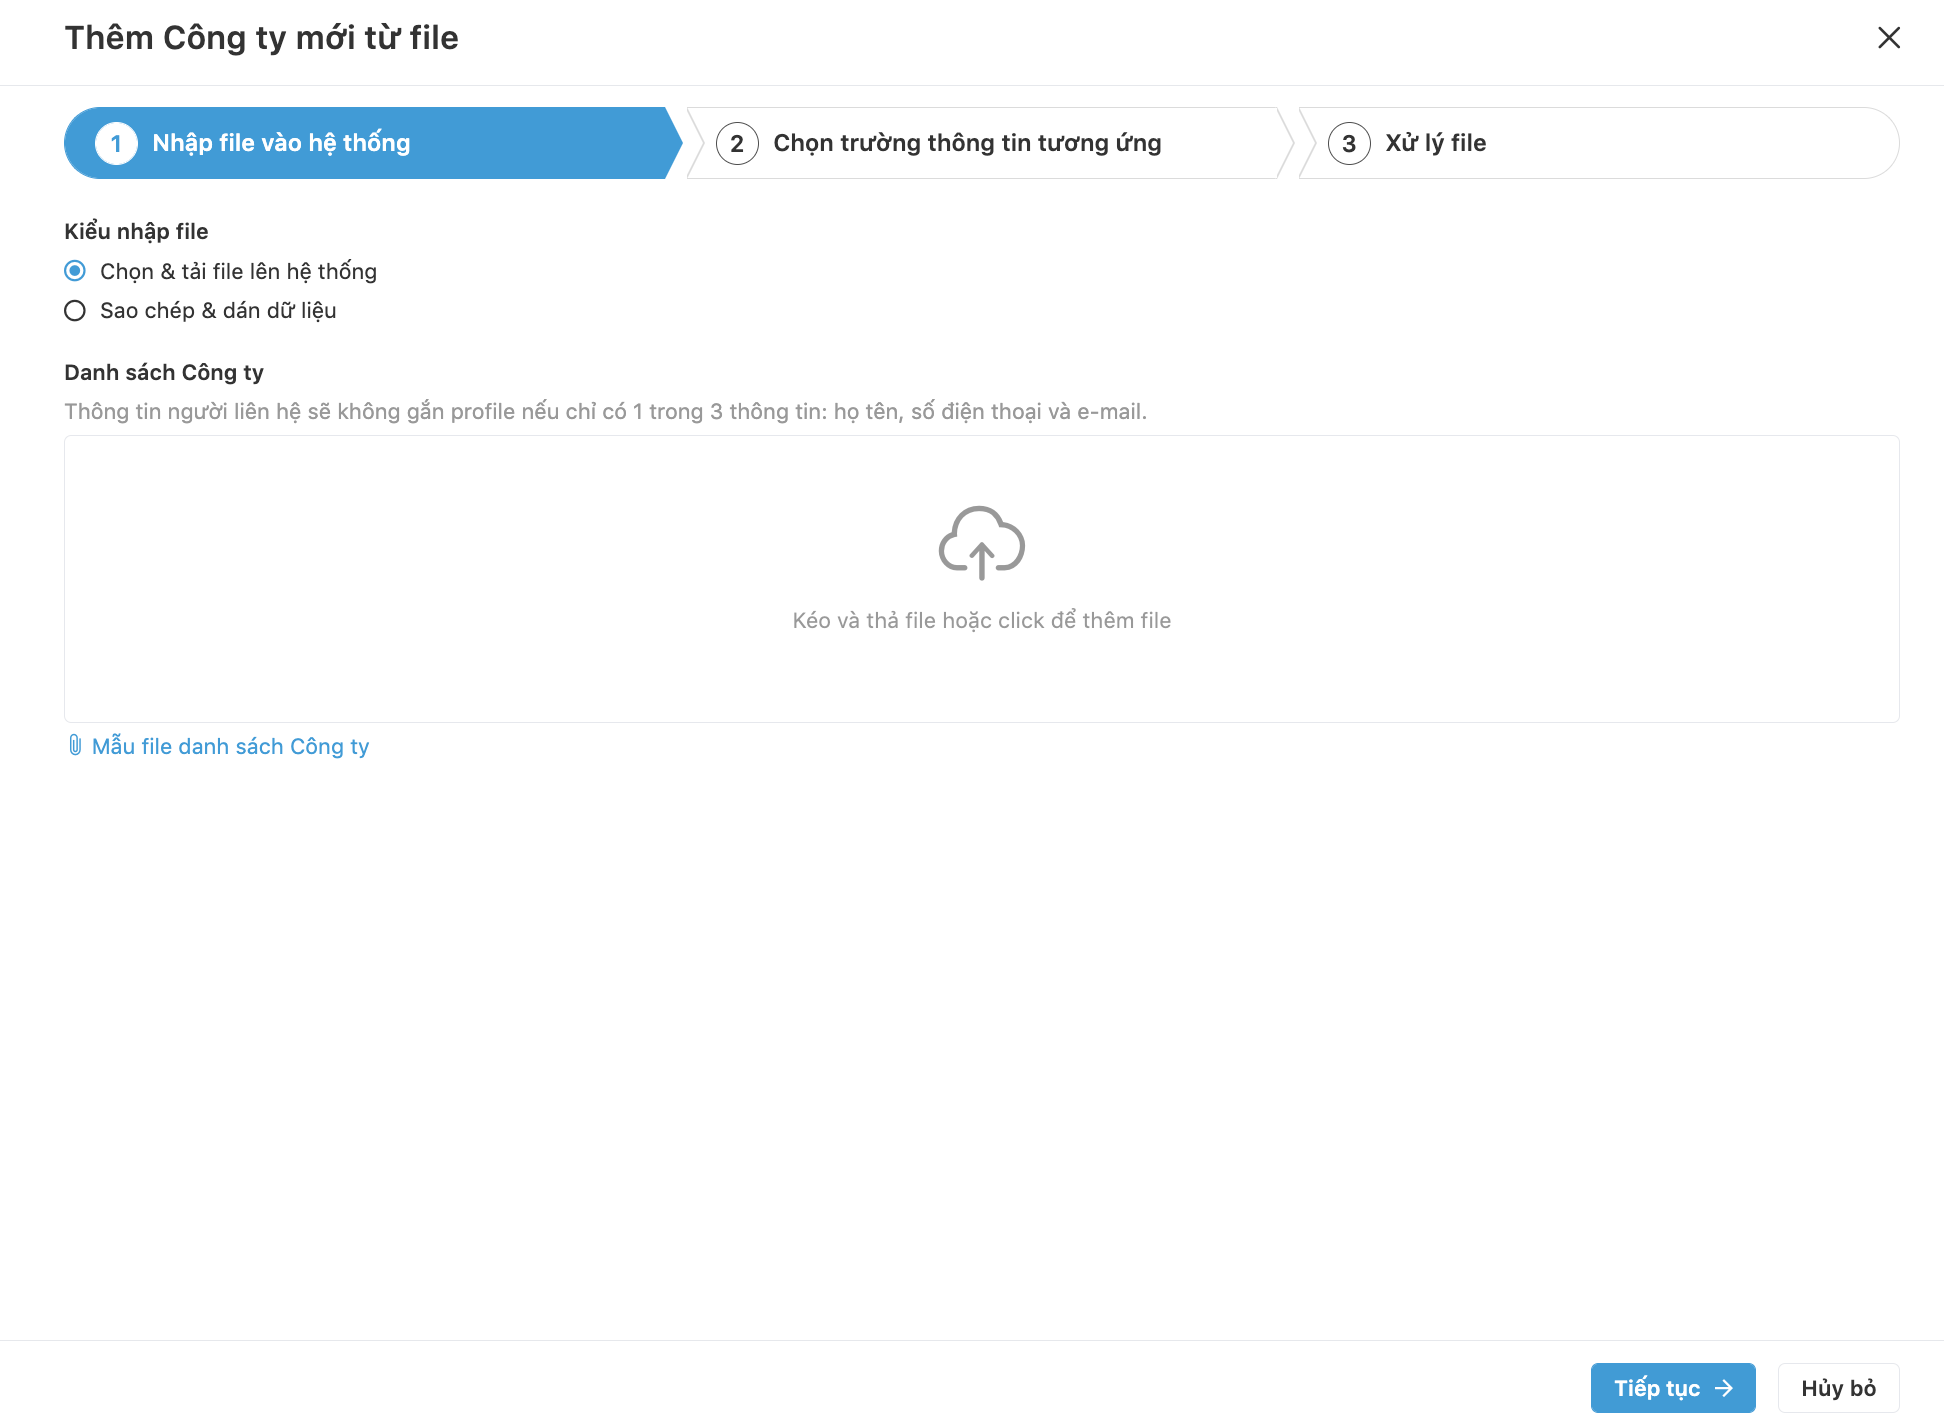 Thêm Công ty mới từ file
1 Nhập file vào hệ thống
2 Chọn trường thông tin tương ứng
3 Xử lý file
Kiểu nhập file
Chọn & tải file lên hệ thống
Sao chép & dán dữ liệu
Danh sách Công ty
Thông tin người liên hệ sẽ không gắn profile nếu chỉ có 1 trong 3 thông tin: họ tên, số điện thoại và e-mail.
Kéo và thả file hoặc click để thêm file
Mẫu file danh sách Công ty
Tiếp tục
Hủy bỏ